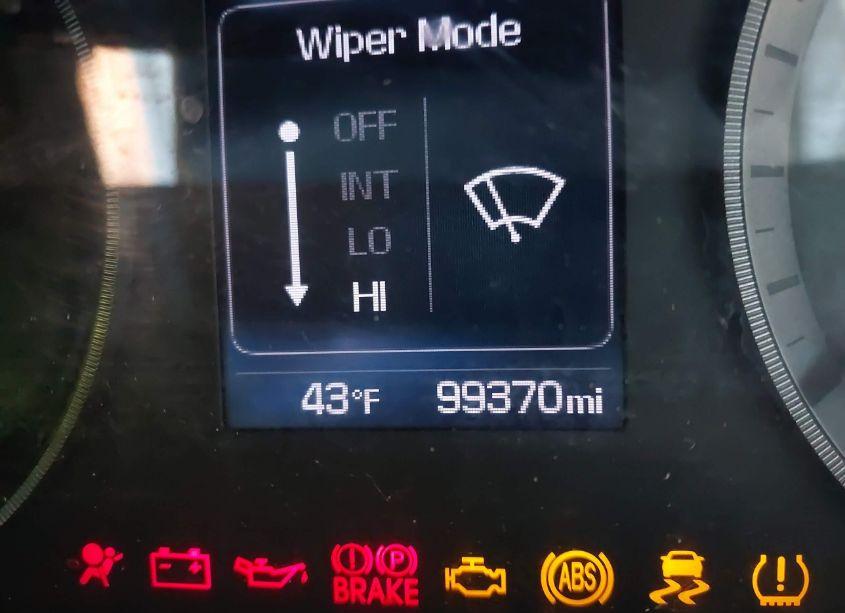 Wiper Mode
OFF
INT
LO
HI
43°F 99370mi
P
BRAKE
ABS